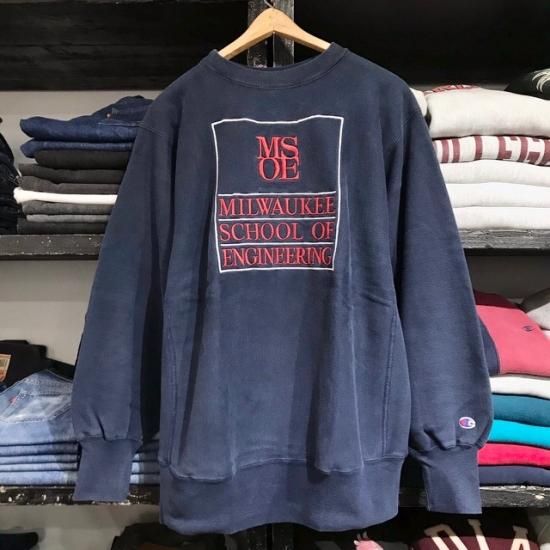 MS
OE
MILWAUKEE
SCHOOL OF
ENGINEERING